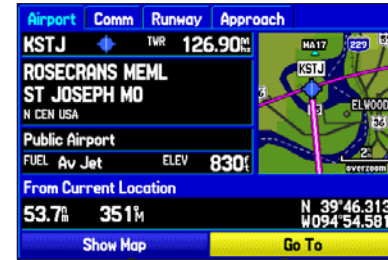 Airport Comm Runway Approach
KSTJ TWR 126.90
ROSECRANS MEML
ST JOSEPH MO
N CEN USA
Public Airport
FUEL Av Jet ELEV 830
From Current Location
53.7 351
N 39°46.313
W094°54.581
Show Map Go To
MA17 229
KSTJ
ELWOOD
36
overzoom